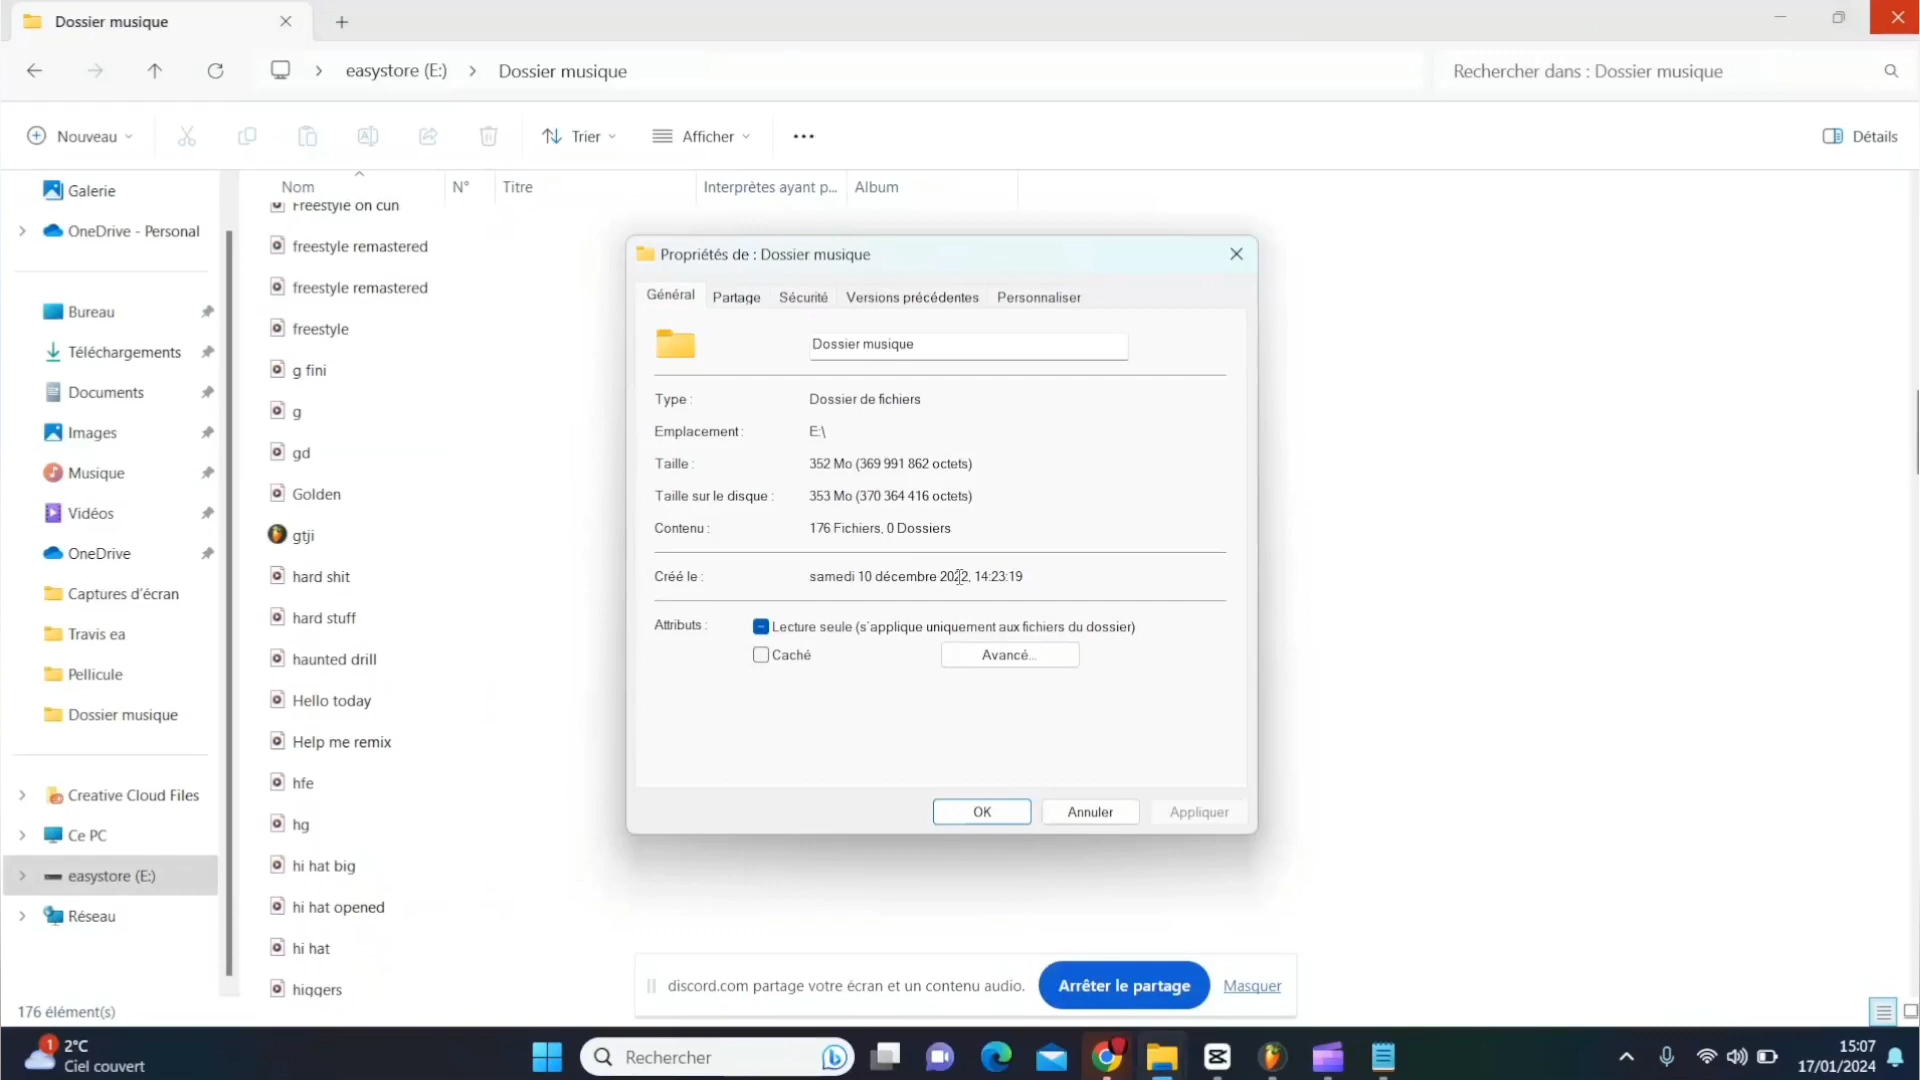 Dossier musique
easystore (E:)
Dossier musique
Rechercher dans : Dossier musique
Nouveau
Trier
Afficher
Détails
Nom
N°
Titre
Interprètes ayant p...
Album
Galerie
OneDrive - Personal
Bureau
Téléchargements
Documents
Images
Musique
Vidéos
OneDrive
Captures d'écran
Travis ea
Pellicule
Dossier musique
Creative Cloud Files
Ce PC
easystore (E:)
Réseau
176 élément(s)
Freestyle on cun
freestyle remastered
freestyle remastered
freestyle
g fini
g
gd
Golden
gtji
hard shit
hard stuff
haunted drill
Hello today
Help me remix
hfe
hg
hi hat big
hi hat opened
hi hat
higgers
Propriétés de : Dossier musique
Général
Partage
Sécurité
Versions précédentes
Personnaliser
Dossier musique
Type :
Dossier de fichiers
Emplacement :
E:\
Taille :
352 Mo (369 991 862 octets)
Taille sur le disque :
353 Mo (370 364 416 octets)
Contenu :
176 Fichiers, 0 Dossiers
Créé le :
samedi 10 décembre 2022, 14:23:19
Attributs :
Lecture seule (s'applique uniquement aux fichiers du dossier)
Caché
Avancé...
OK
Annuler
Appliquer
discord.com partage votre écran et un contenu audio.
Arrêter le partage
Masquer
1
2°C
Ciel couvert
Rechercher
15:07
17/01/2024